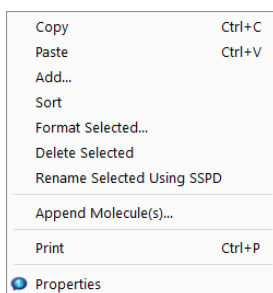 Copy Ctrl+C
Paste Ctrl+V
Add...
Sort
Format Selected...
Delete Selected
Rename Selected Using SSPD
Append Molecule(s)...
Print Ctrl+P
Properties